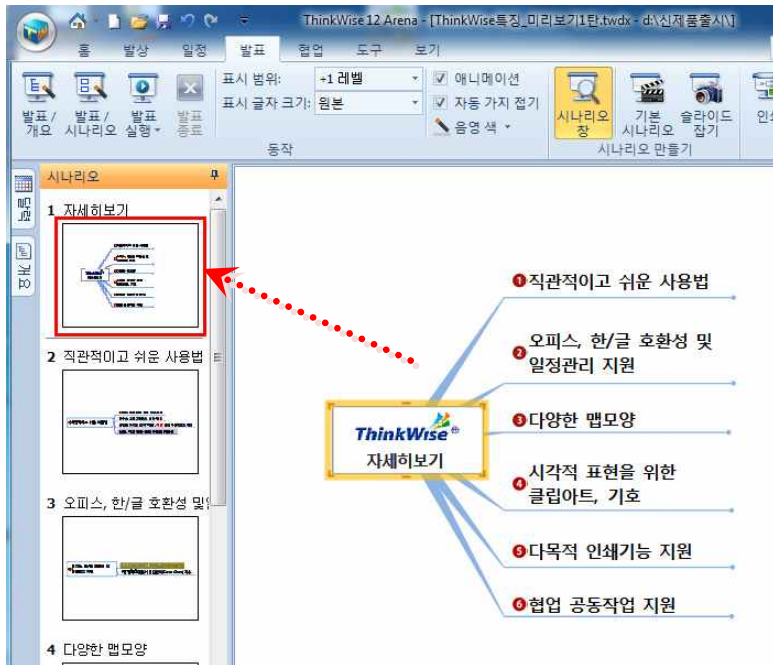 ThinkWise 12 Arena - [ThinkWise특징_미리보기1탄.twdx - d:\신제품출시\]
홈 발상 일정 발표 협업 도구 보기
발표/개요
발표/시나리오
발표 실행
발표 종료
표시 범위: +1 레벨
표시 글자 크기: 원본
애니메이션
자동 가지 접기
음영 색
동작
시나리오 창
기본 시나리오
슬라이드 잡기
시나리오 만들기
시나리오
개요
1 자세히보기
2 직관적이고 쉬운 사용법
3 오피스, 한/글 호환성 및
4 다양한 맵모양
ThinkWise
자세히보기
❶직관적이고 쉬운 사용법
❷오피스, 한/글 호환성 및
일정관리 지원
❸다양한 맵모양
❹시각적 표현을 위한
클립아트, 기호
❺다목적 인쇄기능 지원
❻협업 공동작업 지원